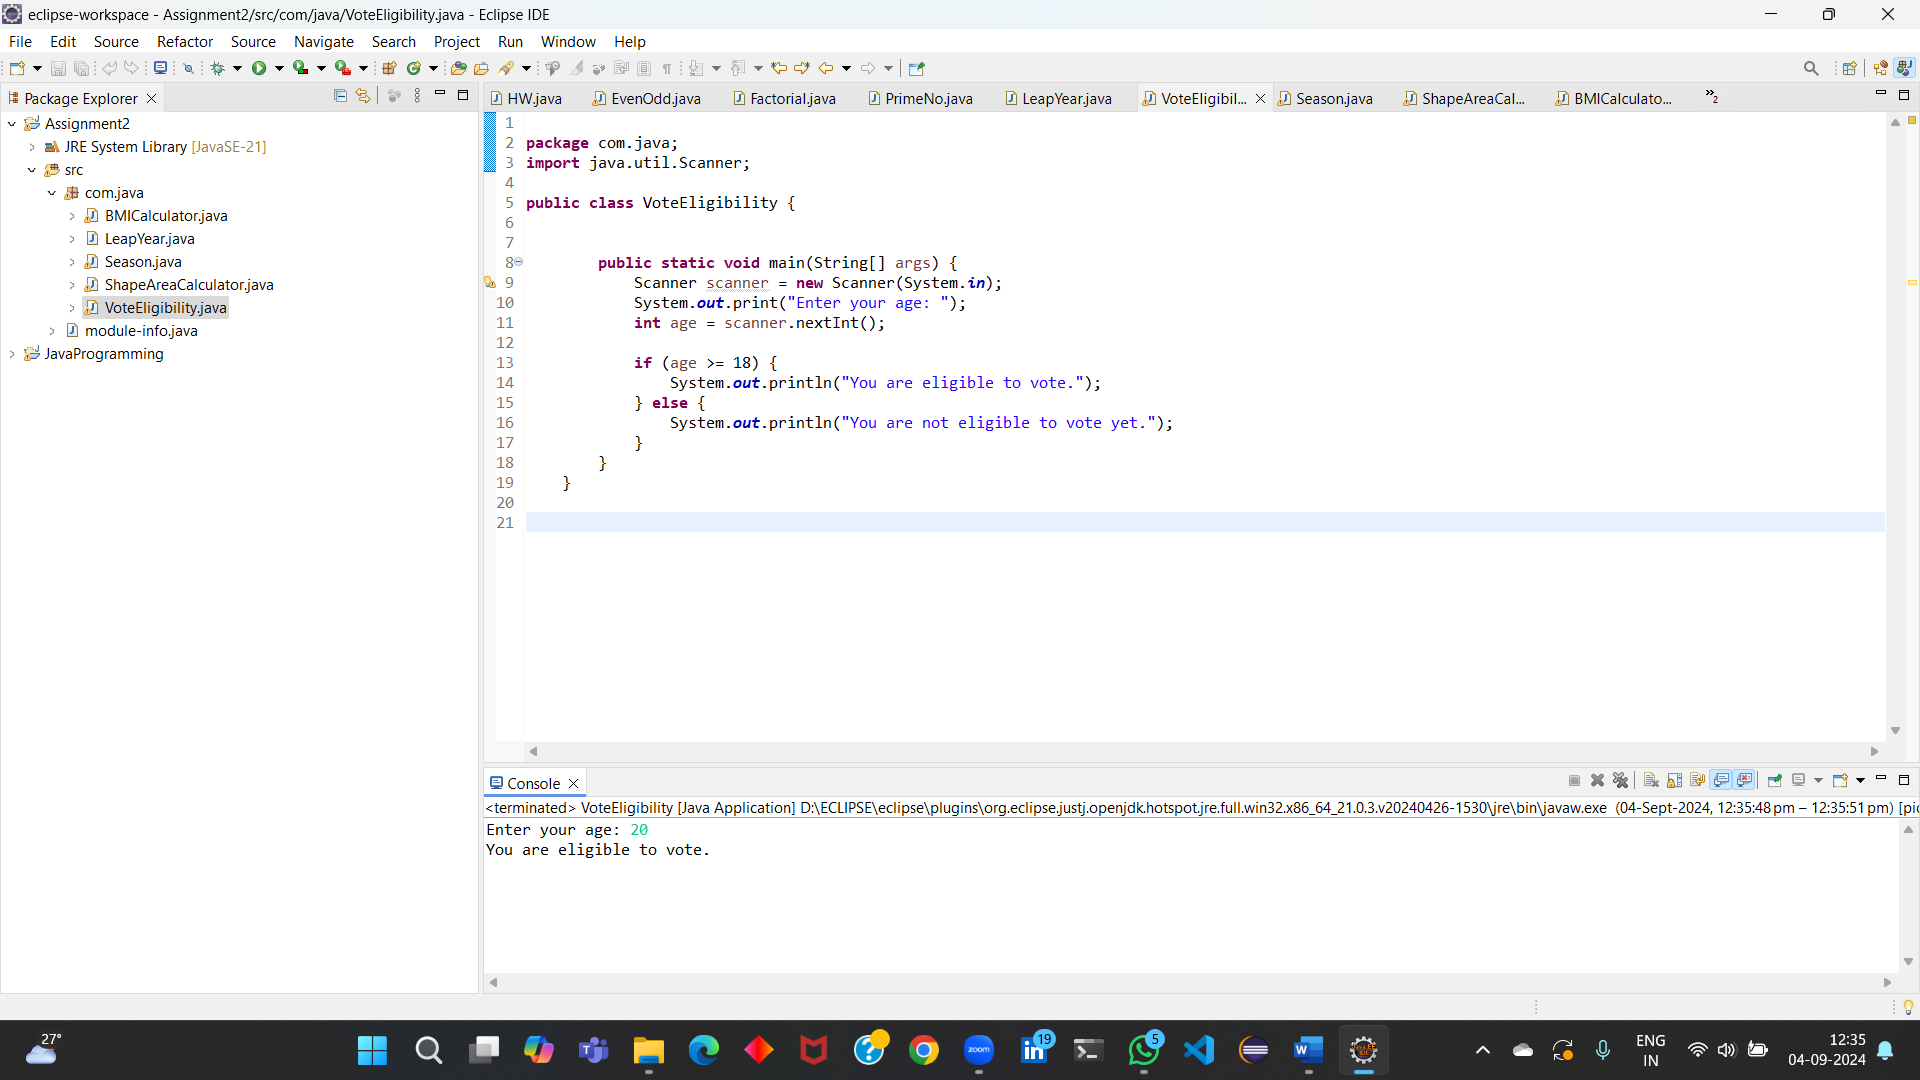 eclipse-workspace - Assignment2/src/com/java/VoteEligibility.java - Eclipse IDE
File Edit Source Refactor Source Navigate Search Project Run Window Help
Package Explorer
Assignment2
JRE System Library [JavaSE-21]
src
com.java
BMICalculator.java
LeapYear.java
Season.java
ShapeAreaCalculator.java
VoteEligibility.java
module-info.java
JavaProgramming
HW.java EvenOdd.java Factorial.java PrimeNo.java LeapYear.java VoteEligibil... Season.java ShapeAreaCal... BMICalculato... »2
1
2 package com.java;
3 import java.util.Scanner;
4
5 public class VoteEligibility {
6
7
8 public static void main(String[] args) {
9 Scanner scanner = new Scanner(System.in);
10 System.out.print("Enter your age: ");
11 int age = scanner.nextInt();
12
13 if (age >= 18) {
14 System.out.println("You are eligible to vote.");
15 } else {
16 System.out.println("You are not eligible to vote yet.");
17 }
18 }
19 }
20
21
Console
<terminated> VoteEligibility [Java Application] D:\ECLIPSE\eclipse\plugins\org.eclipse.justj.openjdk.hotspot.jre.full.win32.x86_64_21.0.3.v20240426-1530\jre\bin\javaw.exe (04-Sept-2024, 12:35:48 pm – 12:35:51 pm) [pi
Enter your age: 20
You are eligible to vote.
27°
zoom
19
5
ENG
IN
12:35
04-09-2024